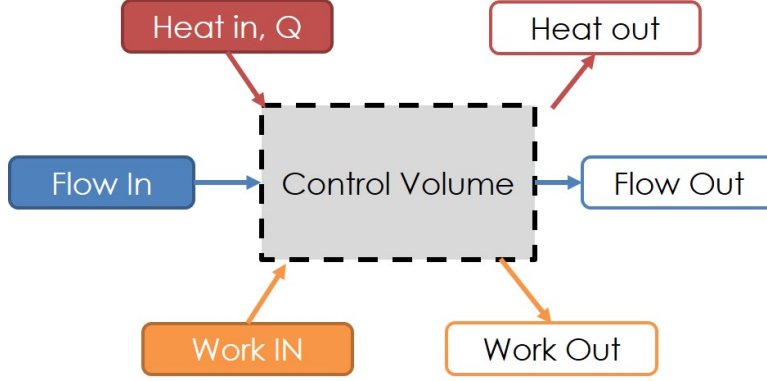 Heat in, Q
Heat out
Flow In
Control Volume
Flow Out
Work IN
Work Out